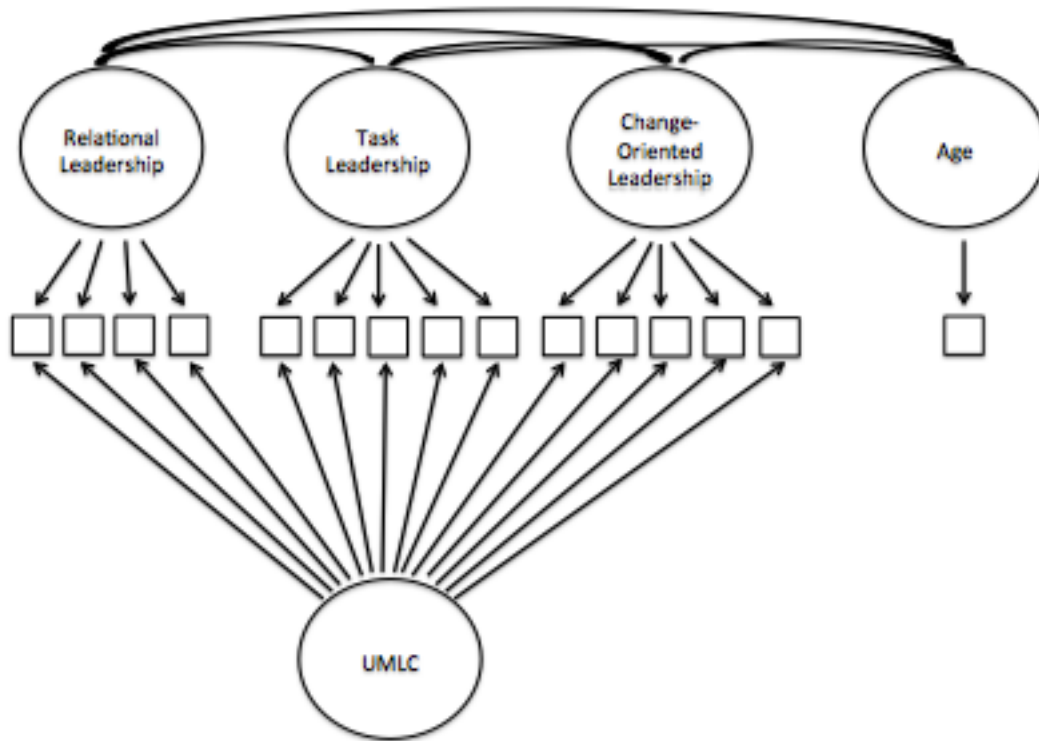 Relational
Leadership
Task
Leadership
Change-
Oriented
Leadership
Age
UMLC